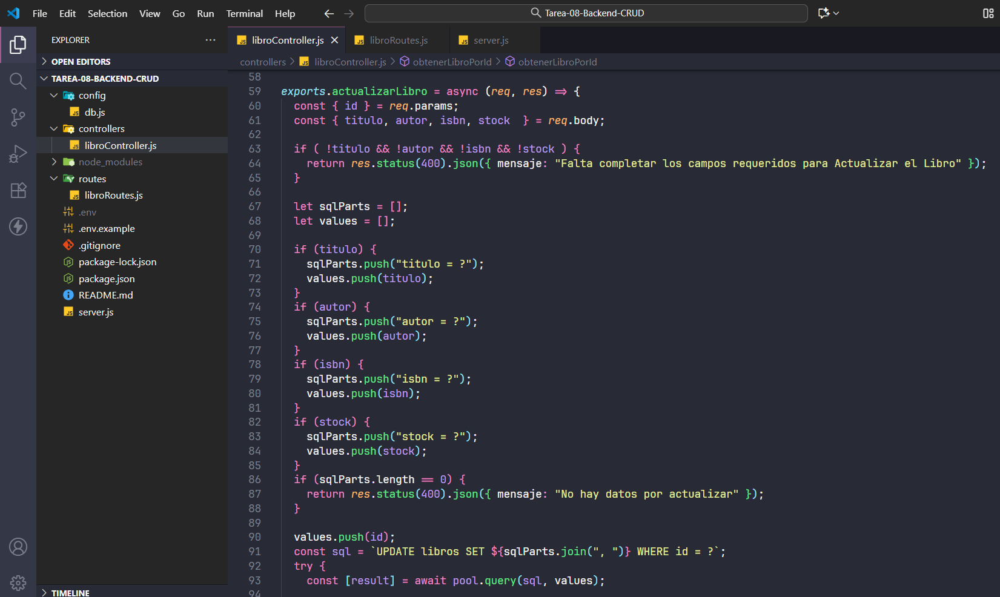 File Edit Selection View Go Run Terminal Help
Tarea-08-Backend-CRUD
EXPLORER
OPEN EDITORS
TAREA-08-BACKEND-CRUD
config
db.js
controllers
libroController.js
node_modules
routes
libroRoutes.js
.env
.env.example
.gitignore
package-lock.json
package.json
README.md
server.js
TIMELINE
libroController.js
libroRoutes.js
server.js
controllers > libroController.js > obtenerLibroPorId > obtenerLibroPorId
58
59 exports.actualizarLibro = async (req, res) => {
60 const { id } = req.params;
61 const { titulo, autor, isbn, stock  } = req.body;
62
63 if ( !titulo && !autor && !isbn && !stock ) {
64 return res.status(400).json({ mensaje: "Falta completar los campos requeridos para Actualizar el Libro" });
65 }
66
67 let sqlParts = [];
68 let values = [];
69
70 if (titulo) {
71 sqlParts.push("titulo = ?");
72 values.push(titulo);
73 }
74 if (autor) {
75 sqlParts.push("autor = ?");
76 values.push(autor);
77 }
78 if (isbn) {
79 sqlParts.push("isbn = ?");
80 values.push(isbn);
81 }
82 if (stock) {
83 sqlParts.push("stock = ?");
84 values.push(stock);
85 }
86 if (sqlParts.length == 0) {
87 return res.status(400).json({ mensaje: "No hay datos por actualizar" });
88 }
89
90 values.push(id);
91 const sql = `UPDATE libros SET ${sqlParts.join(", ")} WHERE id = ?`;
92 try {
93 const [result] = await pool.query(sql, values);
94